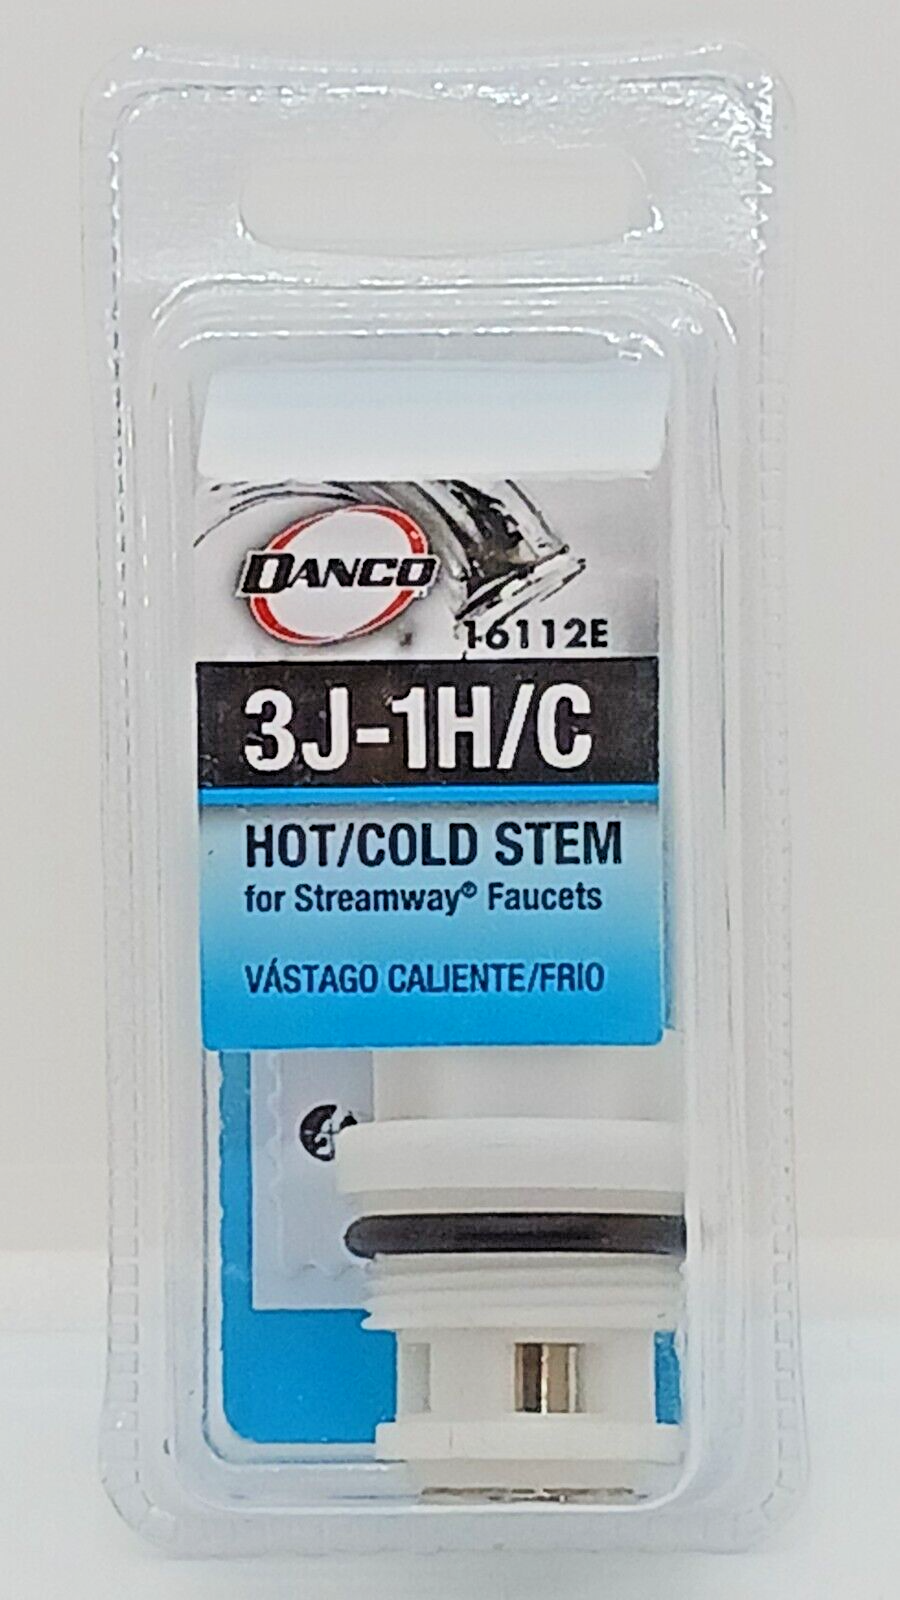 DANCO
16112E
3J-1H/C
HOT/COLD STEM
for Streamway® Faucets
VÁSTAGO CALIENTE/FRIO